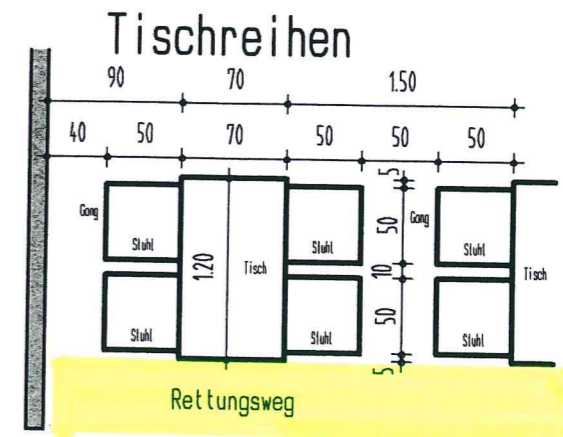 Tischreihen
90 70 1.50
40 50 70 50 50 50
5
Gang Stuhl Stuhl 50 Gang Stuhl
1.20 Tisch 10 Tisch
Stuhl Stuhl 50 Stuhl
5
Rettungsweg